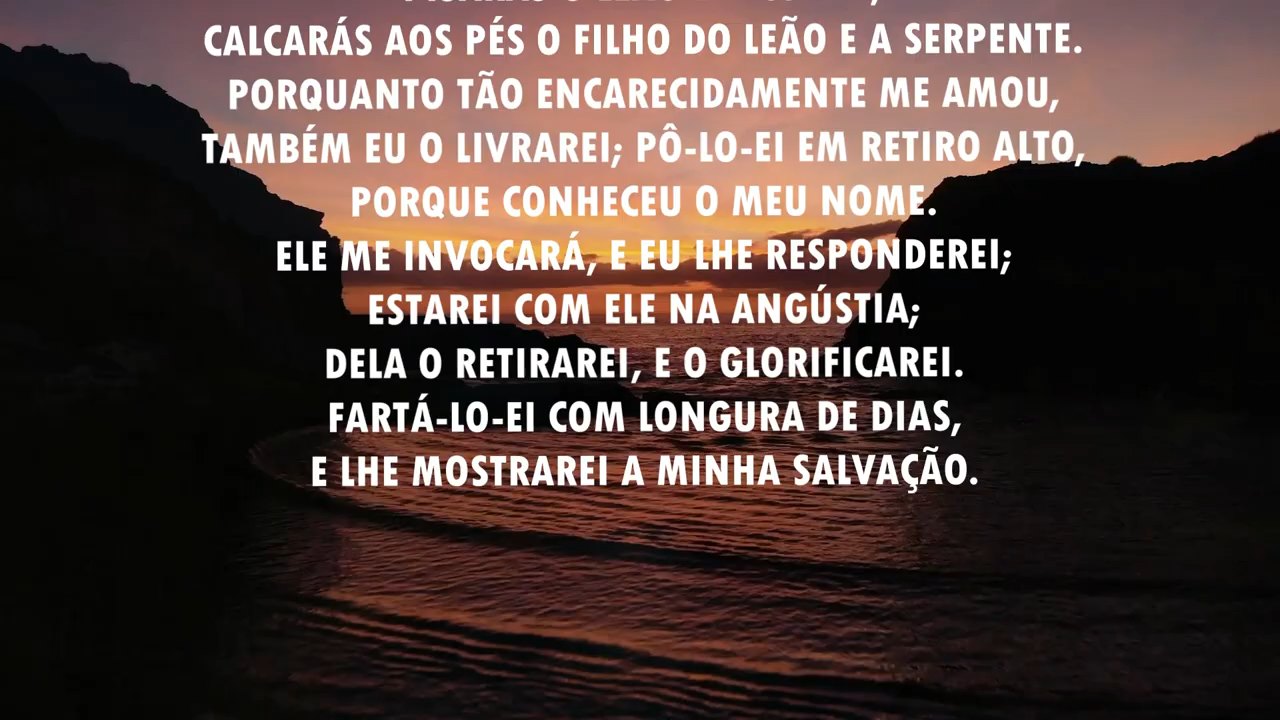 CALCARÁS AOS PÉS O FILHO DO LEÃO E A SERPENTE.
PORQUANTO TÃO ENCARECIDAMENTE ME AMOU,
TAMBÉM EU O LIVRAREI; PÔ-LO-EI EM RETIRO ALTO,
PORQUE CONHECEU O MEU NOME.
ELE ME INVOCARÁ, E EU LHE RESPONDEREI;
ESTAREI COM ELE NA ANGÚSTIA;
DELA O RETIRAREI, E O GLORIFICAREI.
FARTÁ-LO-EI COM LONGURA DE DIAS,
E LHE MOSTRAREI A MINHA SALVAÇÃO.